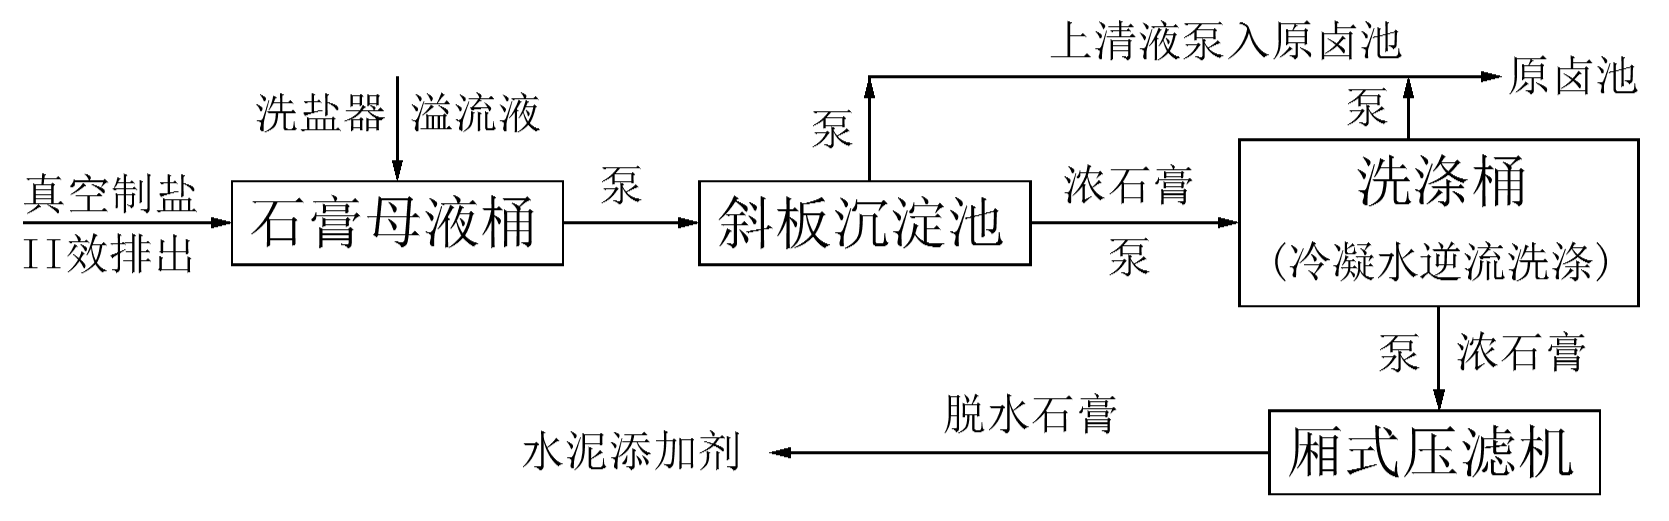 上清液泵入原卤池
原卤池
洗盐器 溢流液
泵
泵
真空制盐
II效排出
石膏母液桶
泵
斜板沉淀池
浓石膏
泵
洗涤桶
(冷凝水逆流洗涤)
泵 浓石膏
水泥添加剂
脱水石膏
厢式压滤机